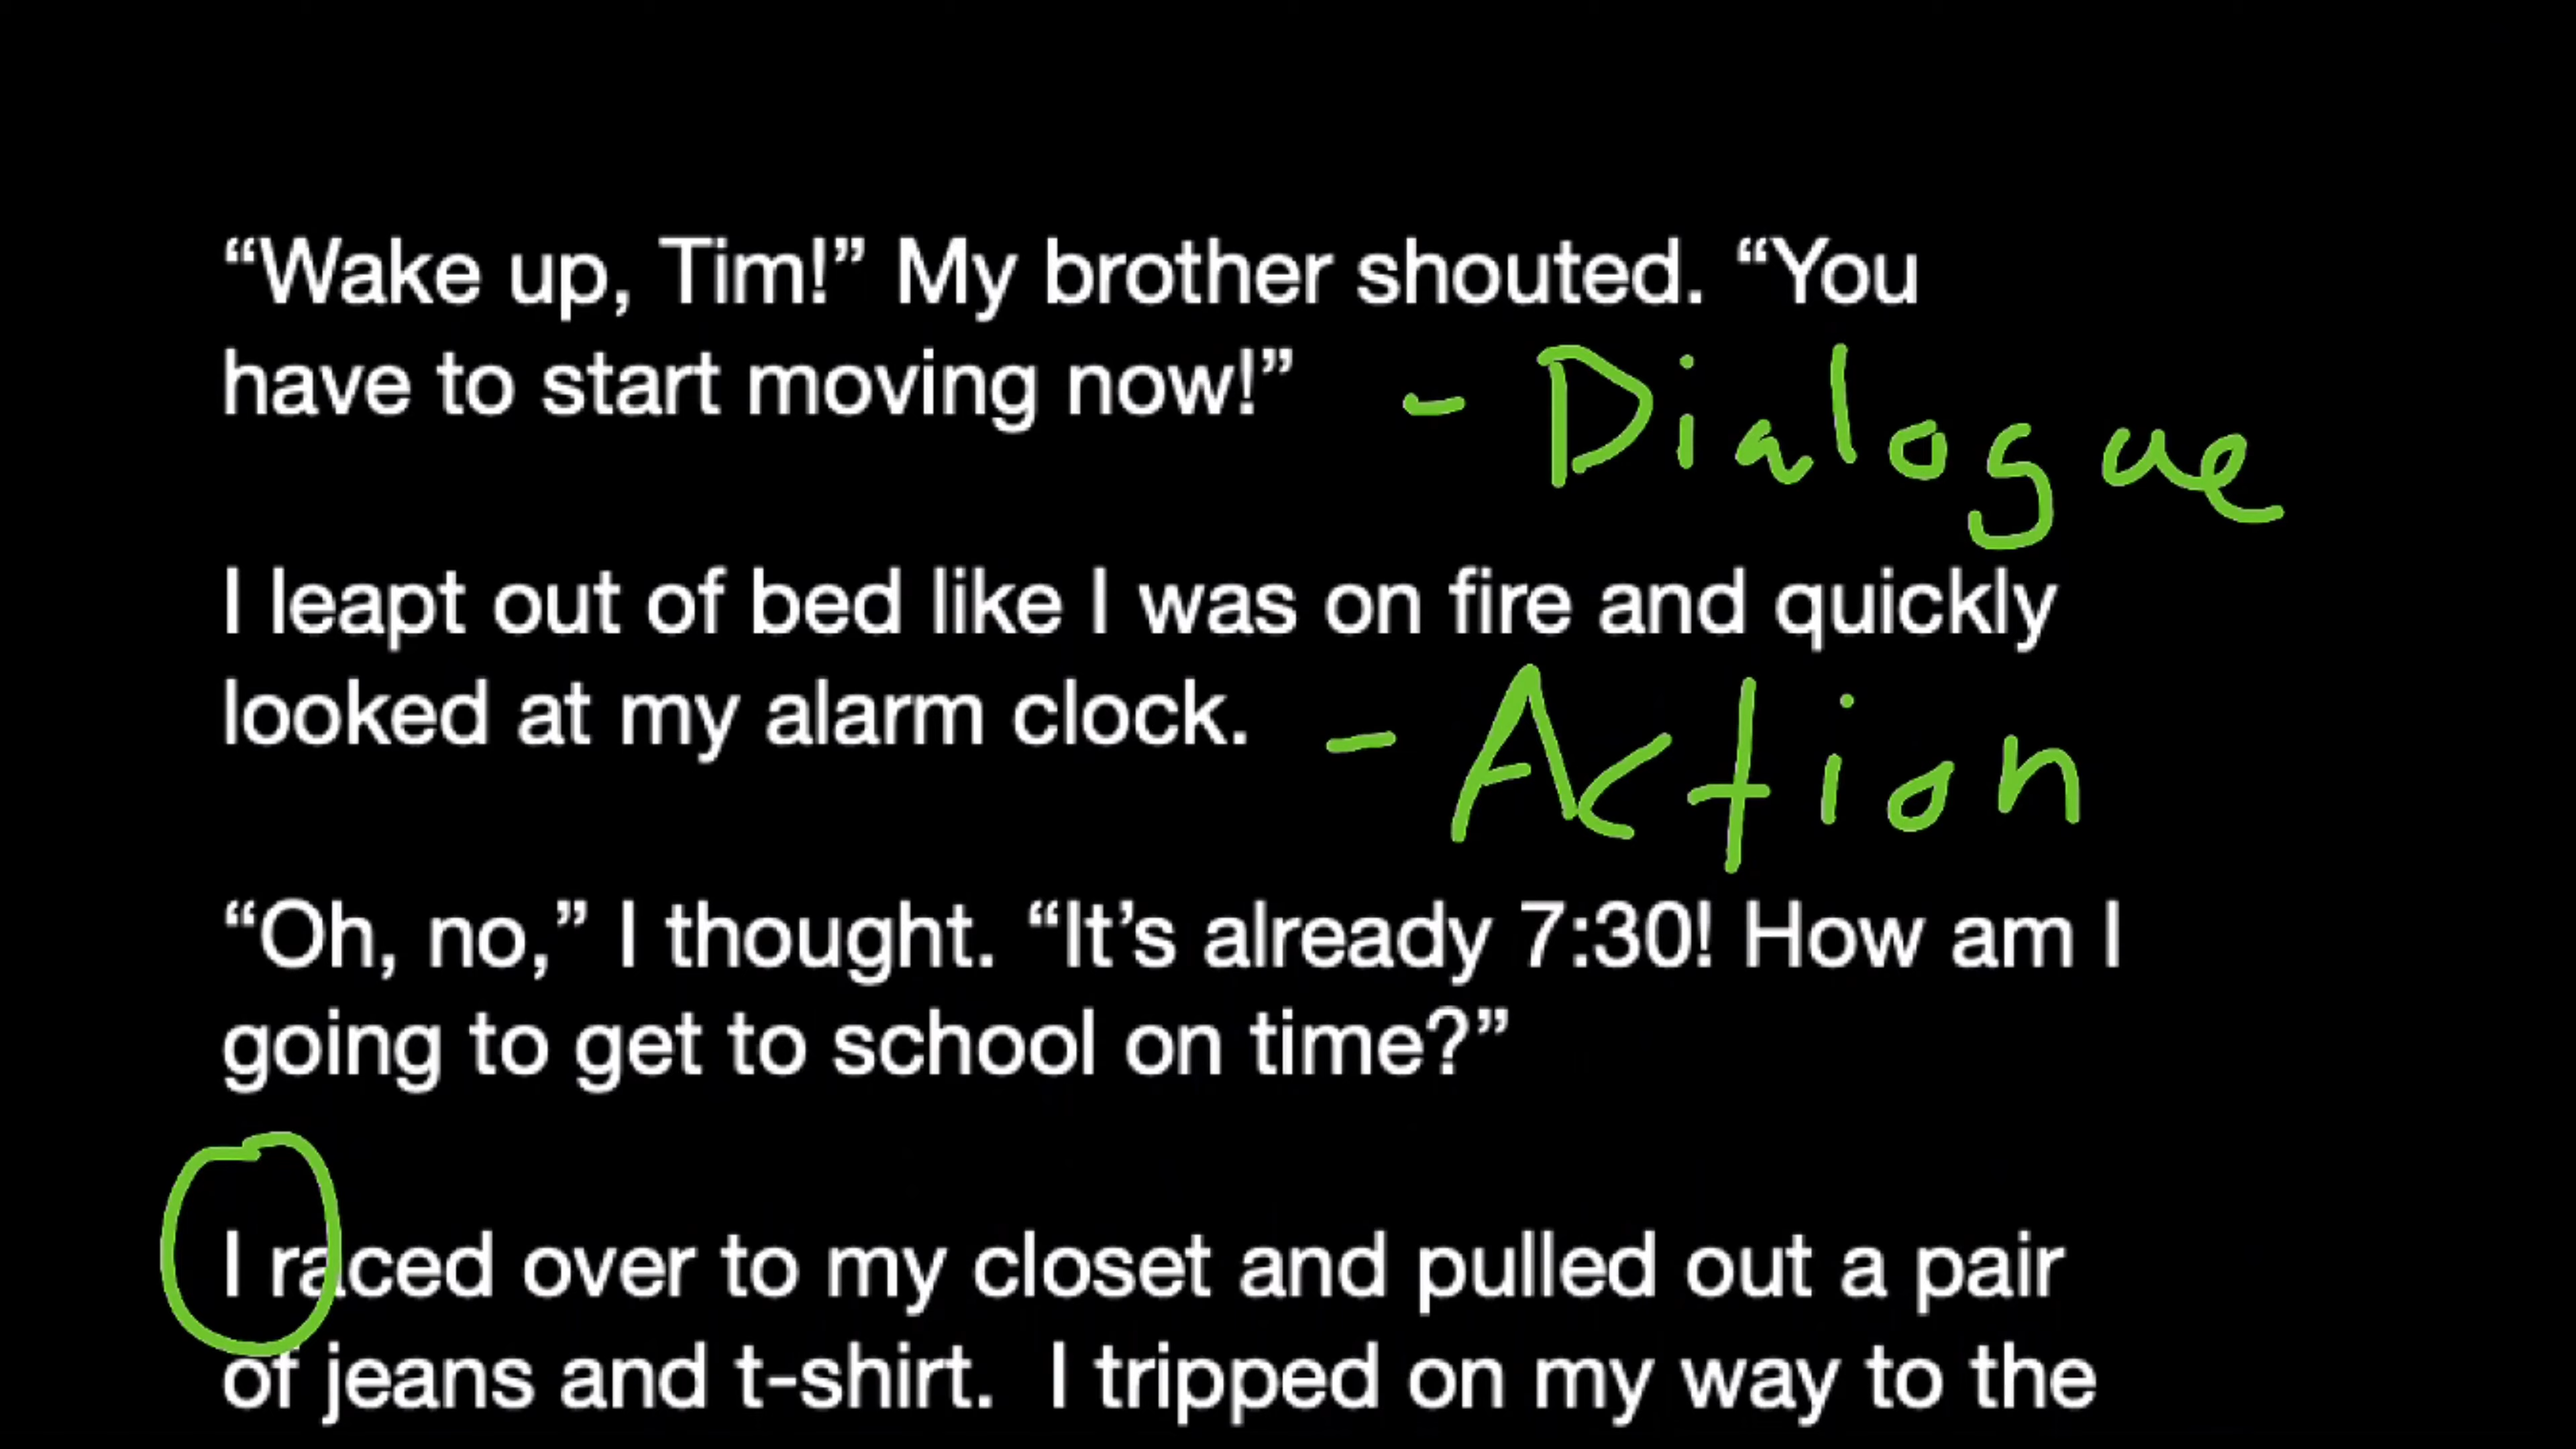 “Wake up, Tim!” My brother shouted. “You
have to start moving now!”
- Dialogue
I leapt out of bed like I was on fire and quickly
looked at my alarm clock.
- Action
“Oh, no,” I thought. “It’s already 7:30! How am I
going to get to school on time?”
I raced over to my closet and pulled out a pair
of jeans and t-shirt.  I tripped on my way to the